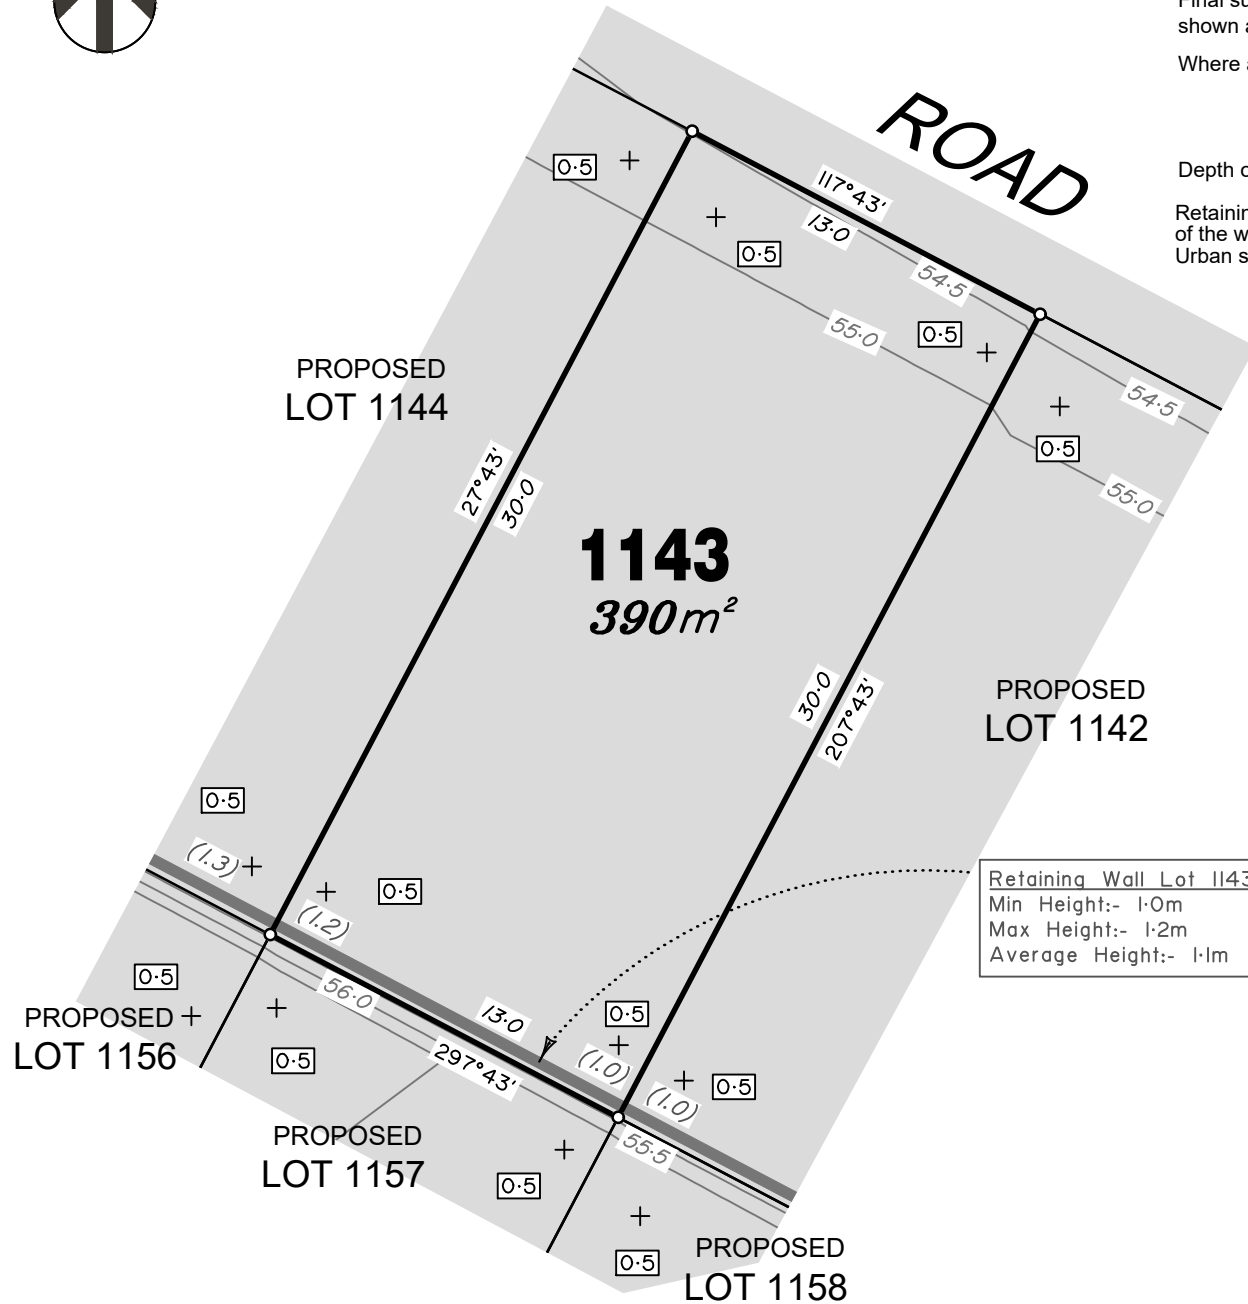 shown a
Where a
ROAD
Depth o
Retainin
of the w
Urban s
0·5
117°43'
13·0
0·5
54·5
55·0
0·5
PROPOSED
LOT 1144
54·5
0·5
55·0
27°43'
30·0
1143
390m²
30·0
207°43'
PROPOSED
LOT 1142
0·5
(1.3)
0·5
(1.2)
Retaining Wall Lot 1143
Min Height:- 1·0m
Max Height:- 1·2m
Average Height:- 1·1m
0·5
56·0
13·0
0·5
PROPOSED
LOT 1156
0·5
297°43'
(1.0)
0·5
(1.0)
PROPOSED
LOT 1157
55·5
0·5
PROPOSED
LOT 1158
0·5